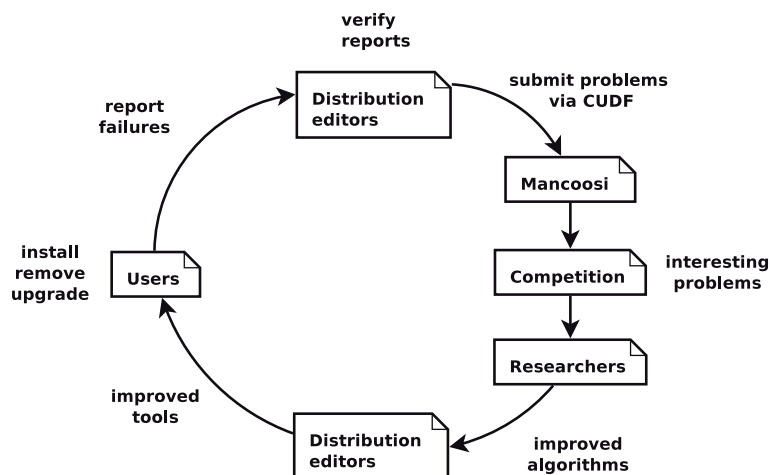 verify
reports
Distribution
editors
submit problems
via CUDF
report
failures
Mancoosi
install
remove
upgrade
Users
Competition
interesting
problems
Researchers
improved
tools
Distribution
editors
improved
algorithms